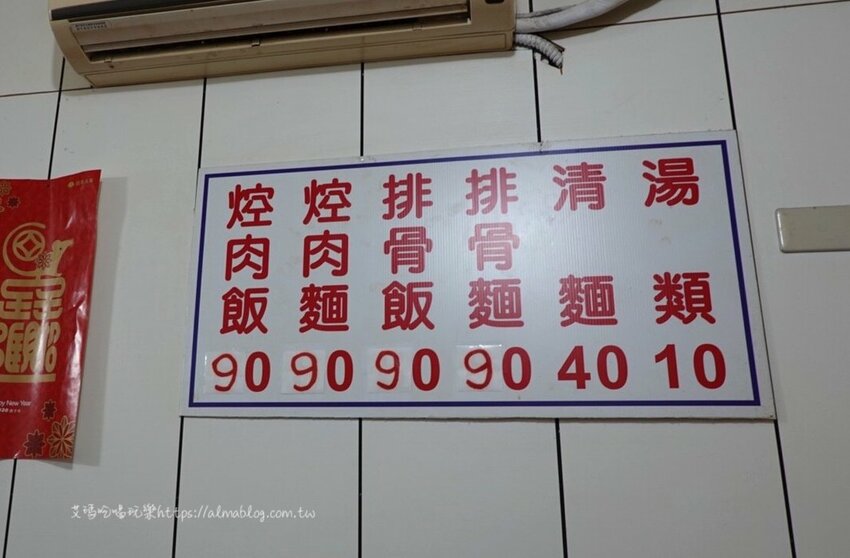 焢肉飯 90
焢肉麵 90
排骨飯 90
排骨麵 90
清麵 40
湯類 10
艾瑪吃喝玩樂https://almablog.com.tw